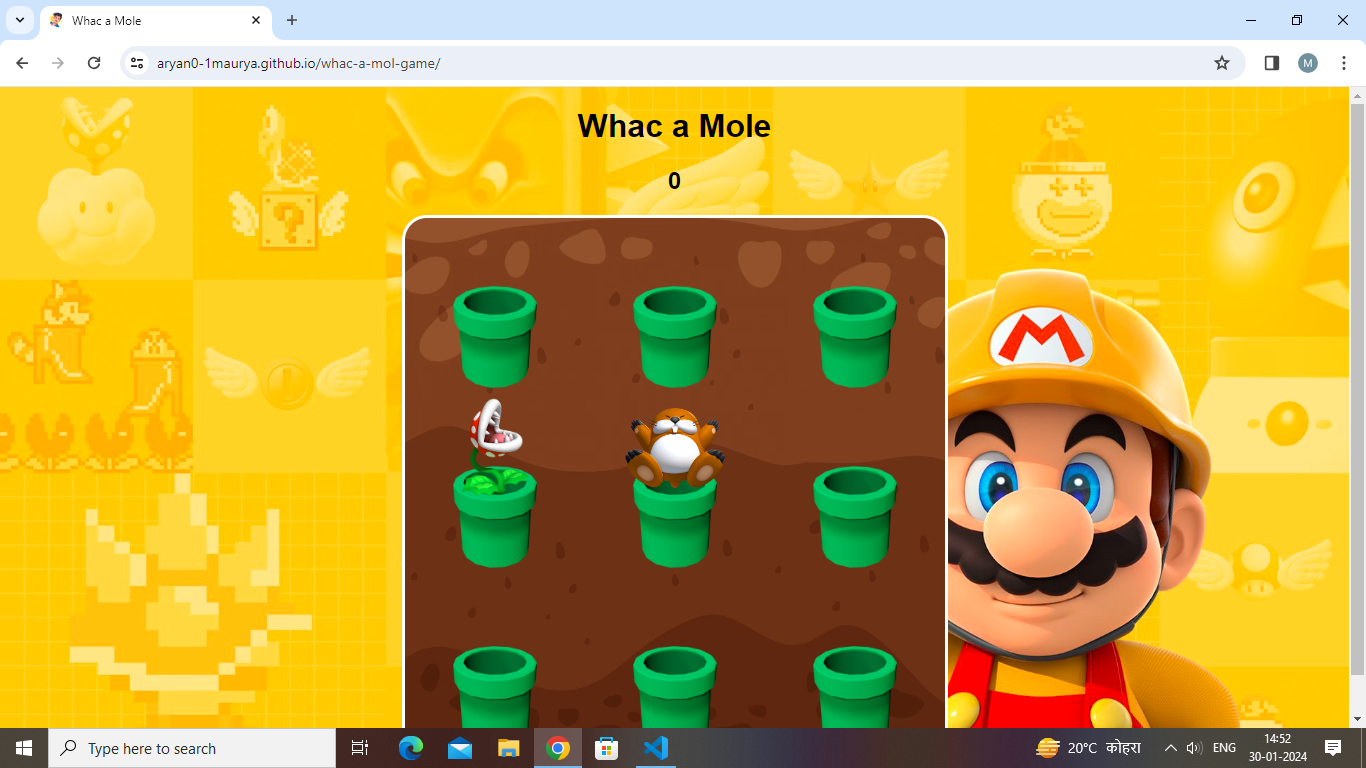 Whac a Mole
aryan0-1maurya.github.io/whac-a-mol-game/
M
Whac a Mole
0
M
Type here to search
20°C कोहरा
ENG
14:52
30-01-2024